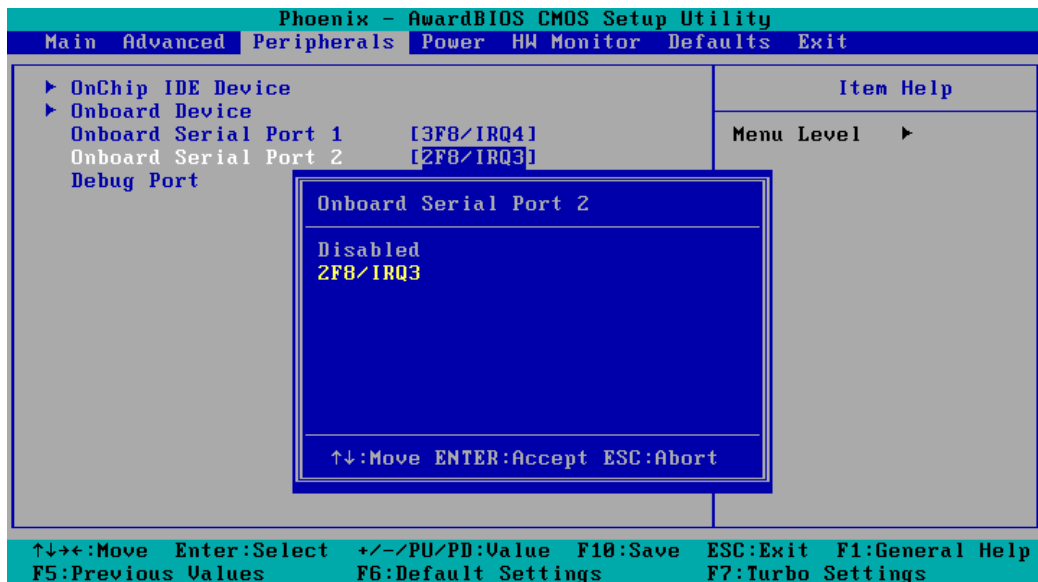 Phoenix - AwardBIOS CMOS Setup Utility
Main Advanced Peripherals Power HW Monitor Defaults Exit
▶ OnChip IDE Device
▶ Onboard Device
Onboard Serial Port 1 [3F8/IRQ4]
Onboard Serial Port 2 [2F8/IRQ3]
Debug Port
Onboard Serial Port 2
Disabled
2F8/IRQ3
↑↓:Move ENTER:Accept ESC:Abort
Item Help
Menu Level ▶
↑↓→←:Move Enter:Select +/-/PU/PD:Value F10:Save ESC:Exit F1:General Help
F5:Previous Values F6:Default Settings F7:Turbo Settings